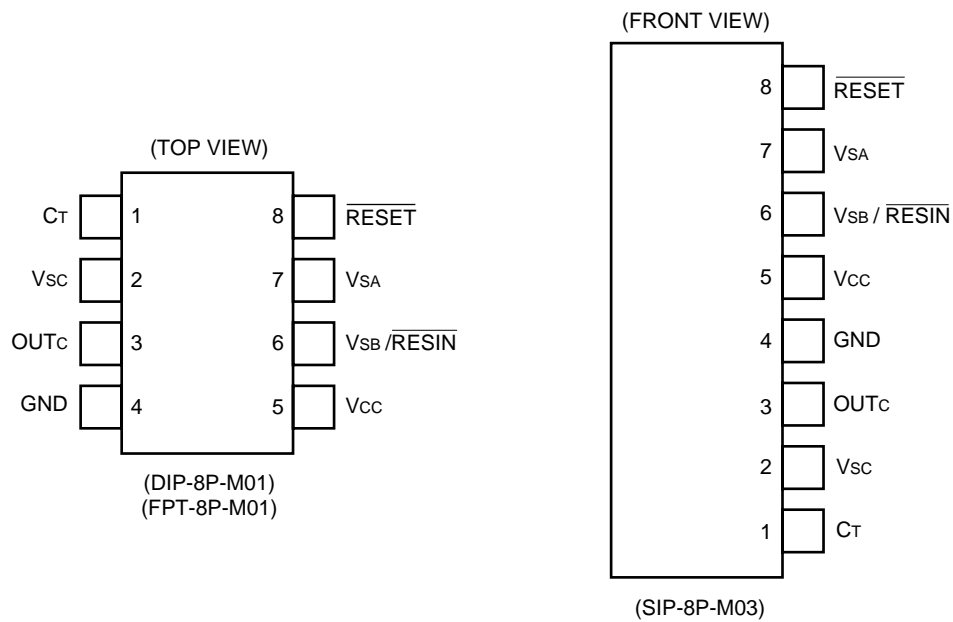 (TOP VIEW)
CT 1 8 RESET
VSC 2 7 VSA
OUTC 3 6 VSB /RESIN
GND 4 5 VCC
(DIP-8P-M01)
(FPT-8P-M01)
(FRONT VIEW)
8 RESET
7 VSA
6 VSB / RESIN
5 VCC
4 GND
3 OUTC
2 VSC
1 CT
(SIP-8P-M03)